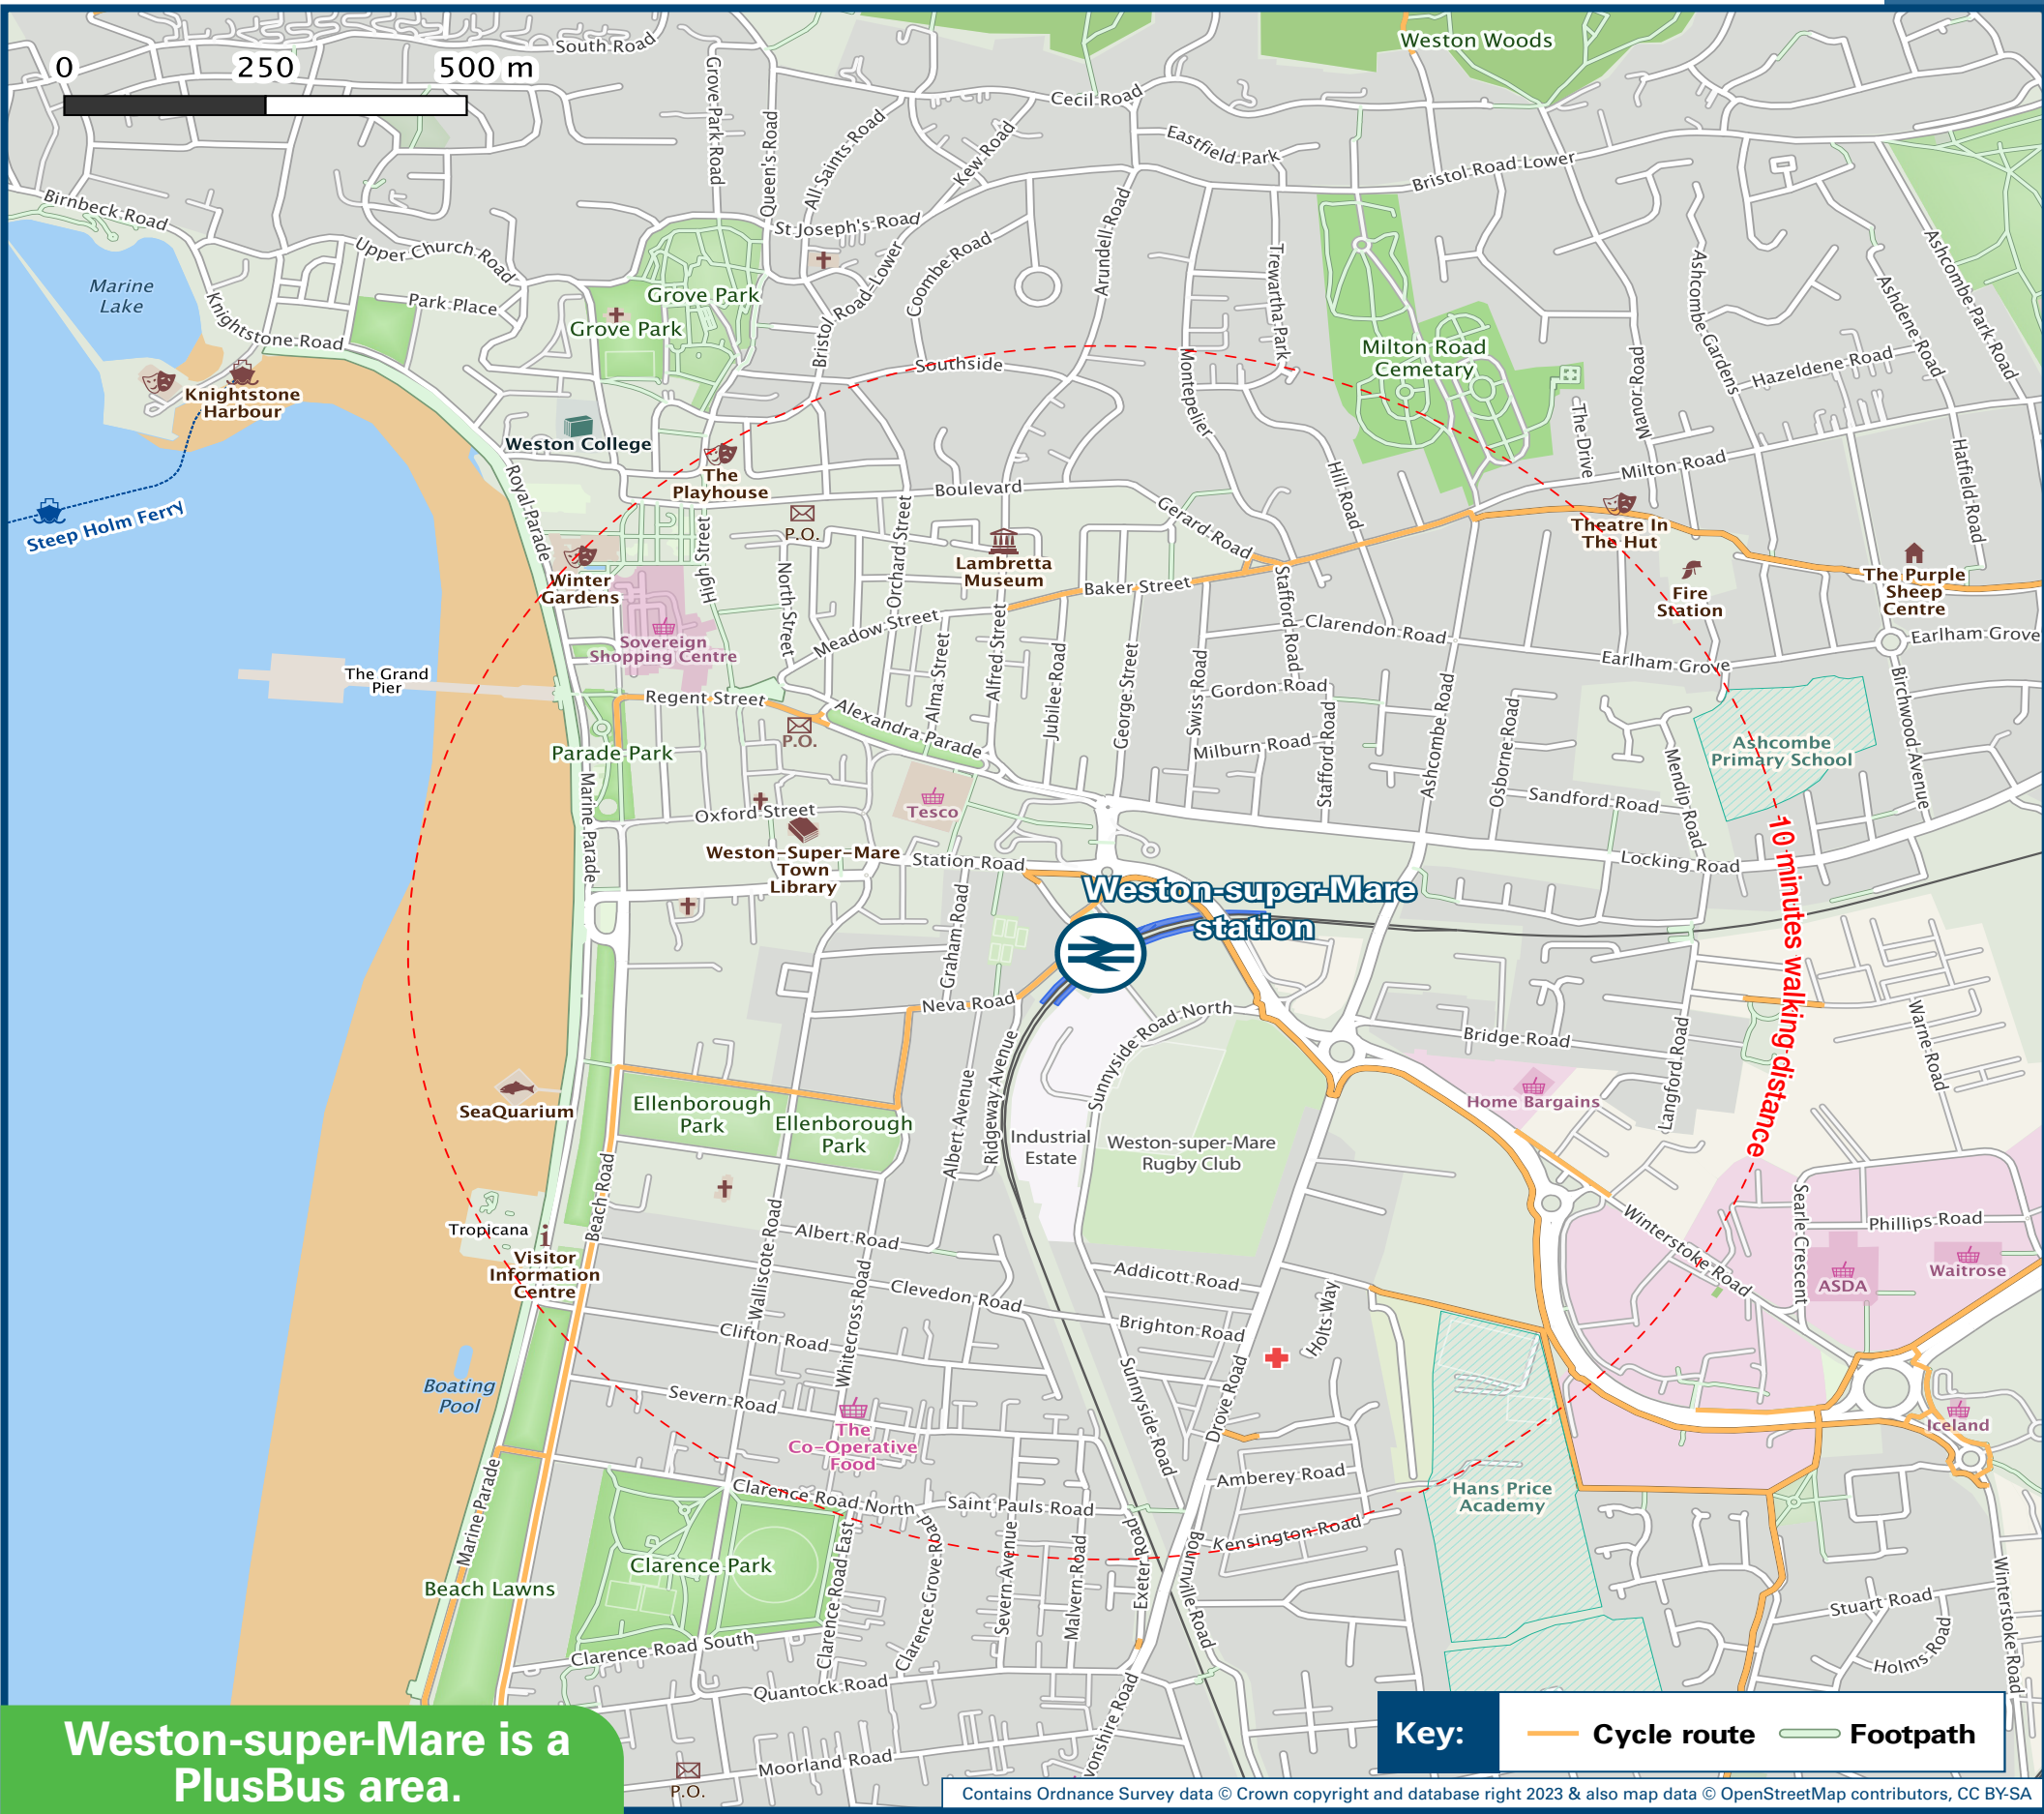 South Road
Weston Woods
0 250 500 m
Cecil Road
Grove Park Road
Queen's Road
All Saints Road
Kew Road
Eastfield Park
Bristol Road Lower
Birnbeck Road
Upper Church Road
St Joseph's Road
Bristol Road Lower
Coombe Road
Arundell Road
Trewartha Park
Ashcombe Gardens
Ashdene Road
Ashcombe Park Road
Marine
Lake
Knightstone Road
Park Place
Grove Park
Grove Park
Southside
Montepelier
Milton Road
Cemetary
Manor Road
Hazeldene Road
Knightstone
Harbour
Weston College
The
Playhouse
Boulevard
Gerard Road
Hill Road
The Drive
Milton Road
Hatfield Road
Steep Holm Ferry
Royal Parade
High Street
P.O.
Orchard Street
Lambretta
Museum
Theatre In
The Hut
Winter
Gardens
North Street
Baker Street
Stafford Road
Fire
Station
The Purple
Sheep
Centre
Sovereign
Shopping Centre
Meadow Street
Alma Street
Alfred Street
Jubilee Road
George Street
Swiss Road
Clarendon Road
Earlham Grove
Earlham Grove
The Grand
Pier
Regent Street
P.O.
Alexandra Parade
Gordon Road
Milburn Road
Stafford Road
Ashcombe Road
Osborne Road
Mendip Road
Birchwood Avenue
Ashcombe
Primary School
Parade Park
Marine Parade
Oxford Street
Tesco
Sandford Road
Weston-Super-Mare
Town
Library
Station Road
Locking Road
Weston-super-Mare
station
10 minutes walking distance
Graham Road
Neva Road
Sunnyside Road North
Bridge Road
Langford Road
Warne Road
SeaQuarium
Ellenborough
Park
Ellenborough
Park
Albert Avenue
Ridgeway Avenue
Industrial
Estate
Weston-super-Mare
Rugby Club
Home Bargains
Beach Road
Tropicana
Visitor
Information
Centre
Walliscote Road
Albert Road
Whitecross Road
Clevedon Road
Addicott Road
Brighton Road
Holts Way
Winterstoke Road
Searle Crescent
Phillips Road
ASDA
Waitrose
Boating
Pool
Clifton Road
Severn Road
The
Co-Operative
Food
Sunnyside Road
Drove Road
Iceland
Clarence Road North
Saint Pauls Road
Amberey Road
Hans Price
Academy
Kensington Road
Marine Parade
Beach Lawns
Clarence Park
Clarence Road East
Clarence Grove Road
Severn Avenue
Malvern Road
Exeter Road
Bournville Road
Stuart Road
Holms Road
Winterstoke Road
Clarence Road South
Quantock Road
Moorland Road
P.O.
vonshire Road
Weston-super-Mare is a
PlusBus area.
Key: Cycle route Footpath
Contains Ordnance Survey data © Crown copyright and database right 2023 & also map data © OpenStreetMap contributors, CC BY-SA